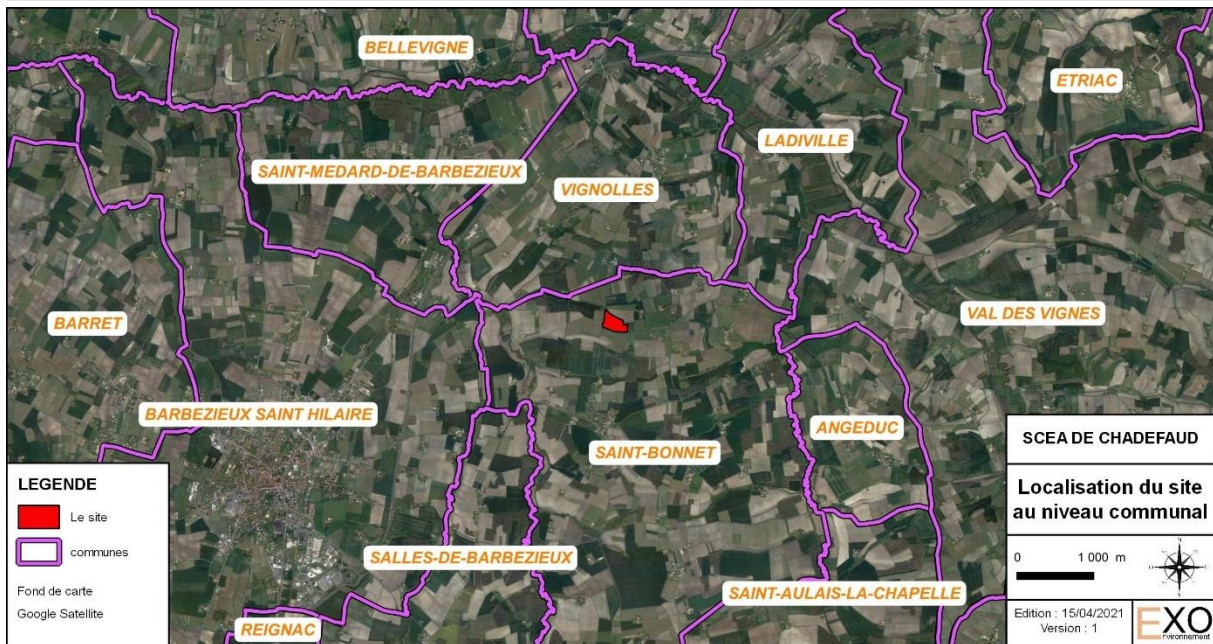 BELLEVIGNE
ETRIAC
LADIVILLE
SAINT-MEDARD-DE-BARBEZIEUX
VIGNOLLES
BARRET
VAL DES VIGNES
BARBEZIEUX SAINT HILAIRE
ANGEDUC
SAINT-BONNET
SALLES-DE-BARBEZIEUX
SAINT-AULAIS-LA-CHAPELLE
REIGNAC
LEGENDE
Le site
communes
Fond de carte
Google Satellite
SCEA DE CHADEFAUD
Localisation du site
au niveau communal
0 1 000 m
Edition : 15/04/2021
Version : 1
EXO
nvironnement